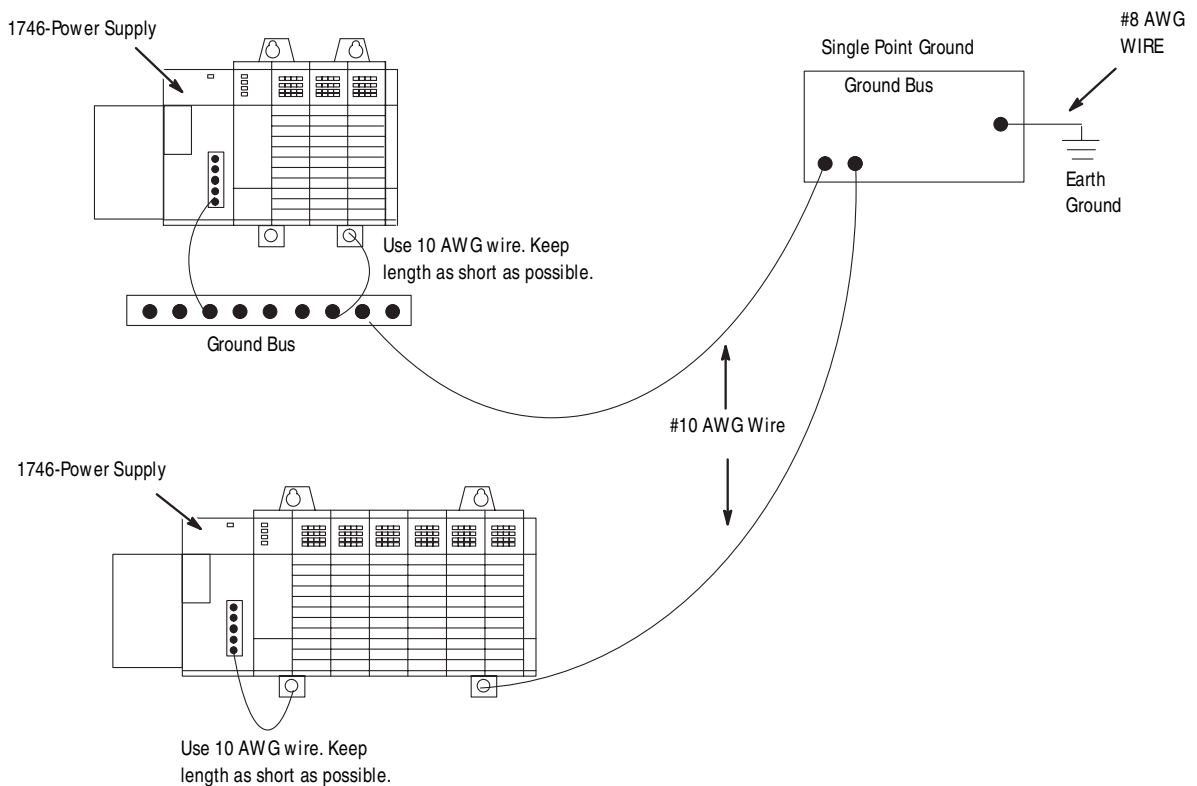 1746-Power Supply
#8 AWG
WIRE
Single Point Ground
Ground Bus
Earth
Ground
Use 10 AWG wire. Keep
length as short as possible.
Ground Bus
#10 AWG Wire
1746-Power Supply
Use 10 AWG wire. Keep
length as short as possible.